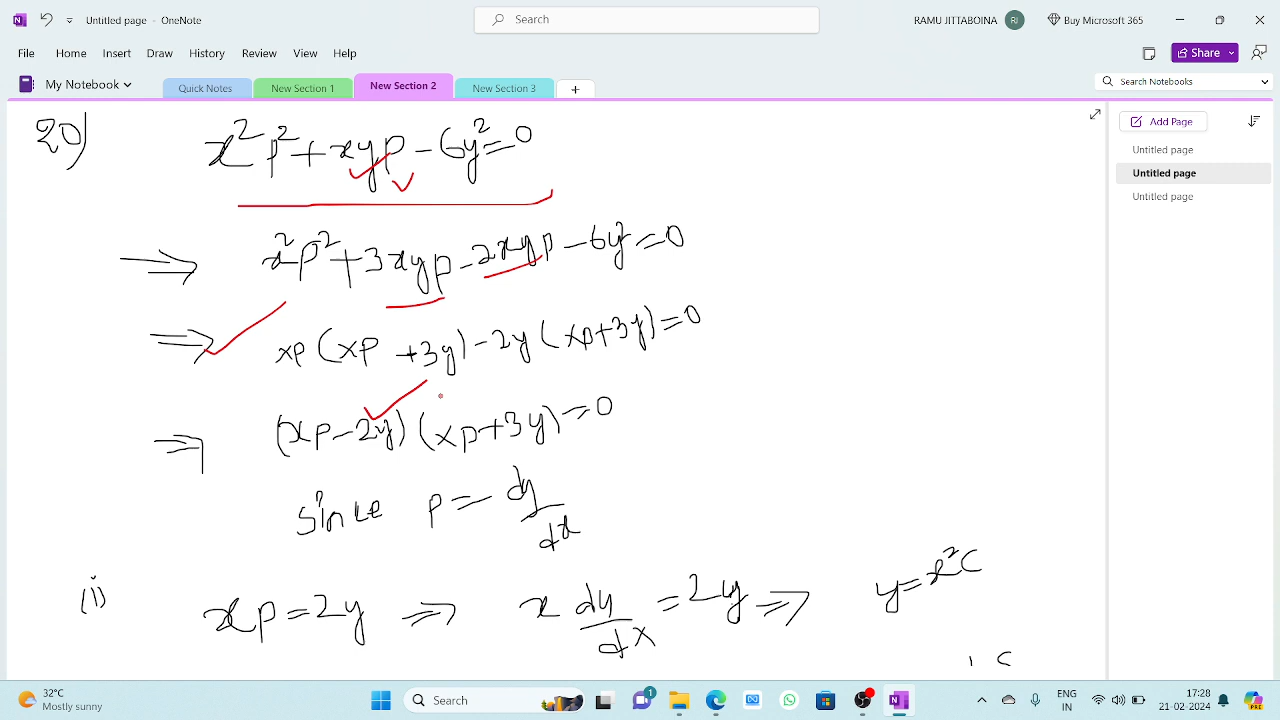 Untitled page - OneNote
Search
RAMU JITTABOINA
RJ
Buy Microsoft 365
File Home Insert Draw History Review View Help
Share
My Notebook
Quick Notes
New Section 1
New Section 2
New Section 3
+
Search Notebooks
Add Page
Untitled page
Untitled page
Untitled page
20) x²p² + xyp - 6y² = 0
⇒ x²p² + 3xyp - 2xyp - 6y² = 0
⇒ xp (xp + 3y) - 2y (xp + 3y) = 0
⇒ (xp - 2y) (xp + 3y) = 0
since p = dy/dx
(i) xp = 2y ⇒ x dy/dx = 2y ⇒ y = x²c
32°C
Mostly sunny
Search
1
ENG
IN
17:28
21-02-2024